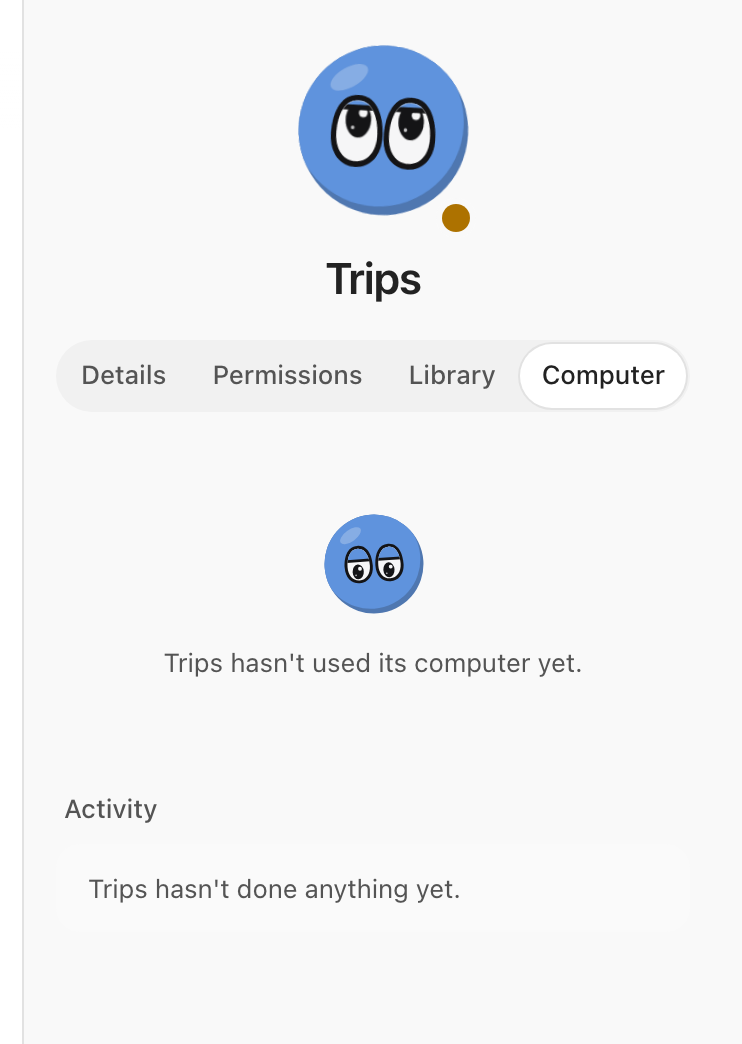 Trips
Details Permissions Library Computer
Trips hasn't used its computer yet.
Activity
Trips hasn't done anything yet.